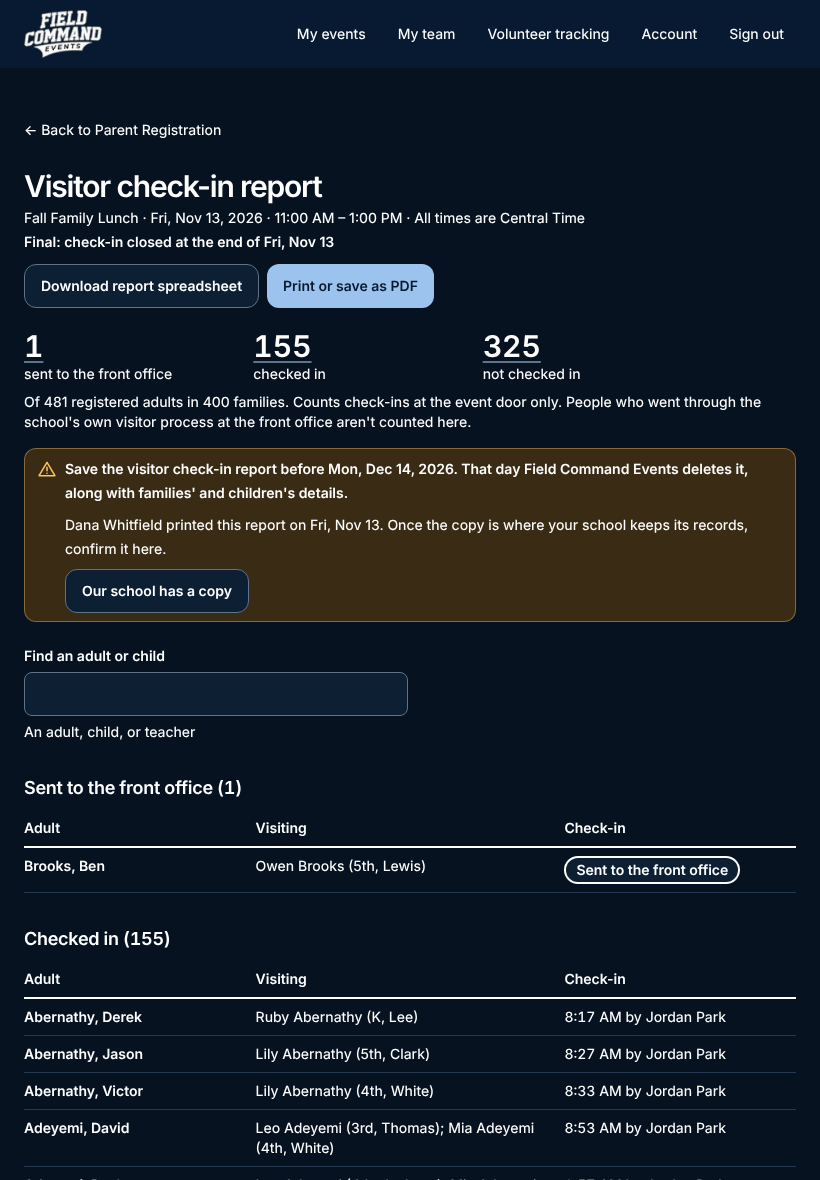 FIELD
COMMAND
EVENTS
My events
My team
Volunteer tracking
Account
Sign out
← Back to Parent Registration
Visitor check-in report
Fall Family Lunch · Fri, Nov 13, 2026 · 11:00 AM – 1:00 PM · All times are Central Time
Final: check-in closed at the end of Fri, Nov 13
Download report spreadsheet
Print or save as PDF
1
sent to the front office
155
checked in
325
not checked in
Of 481 registered adults in 400 families. Counts check-ins at the event door only. People who went through the
school's own visitor process at the front office aren't counted here.
Save the visitor check-in report before Mon, Dec 14, 2026. That day Field Command Events deletes it,
along with families' and children's details.
Dana Whitfield printed this report on Fri, Nov 13. Once the copy is where your school keeps its records,
confirm it here.
Our school has a copy
Find an adult or child
An adult, child, or teacher
Sent to the front office (1)
Adult Visiting Check-in
Brooks, Ben Owen Brooks (5th, Lewis) Sent to the front office
Checked in (155)
Adult Visiting Check-in
Abernathy, Derek Ruby Abernathy (K, Lee) 8:17 AM by Jordan Park
Abernathy, Jason Lily Abernathy (5th, Clark) 8:27 AM by Jordan Park
Abernathy, Victor Lily Abernathy (4th, White) 8:33 AM by Jordan Park
Adeyemi, David Leo Adeyemi (3rd, Thomas); Mia Adeyemi 8:53 AM by Jordan Park
(4th, White)